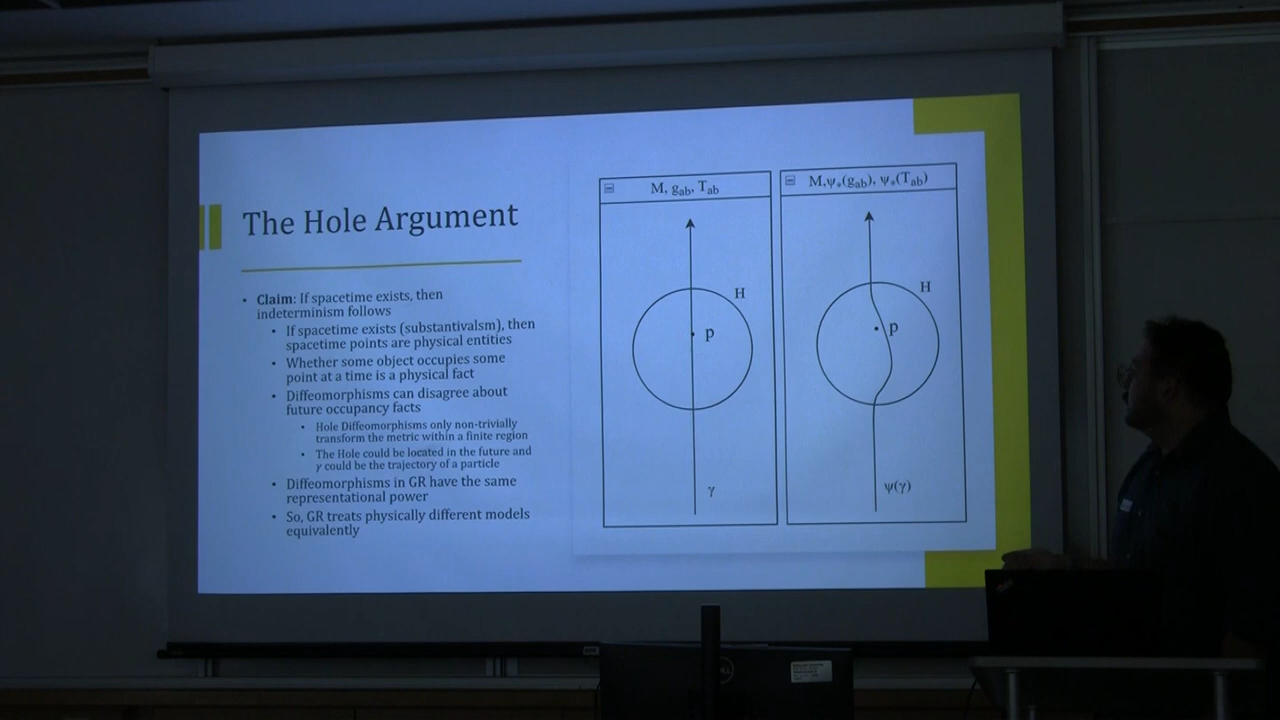 The Hole Argument
• Claim: If spacetime exists, then
indeterminism follows
• If spacetime exists (substantivalsm), then
spacetime points are physical entities
• Whether some object occupies some
point at a time is a physical fact
• Diffeomorphisms can disagree about
future occupancy facts
• Hole Diffeomorphisms only non-trivially
transform the metric within a finite region
• The Hole could be located in the future and
γ could be the trajectory of a particle
• Diffeomorphisms in GR have the same
representational power
• So, GR treats physically different models
equivalently
M, gab, Tab
H
p
γ
M,ψ*(gab), ψ*(Tab)
H
p
ψ(γ)